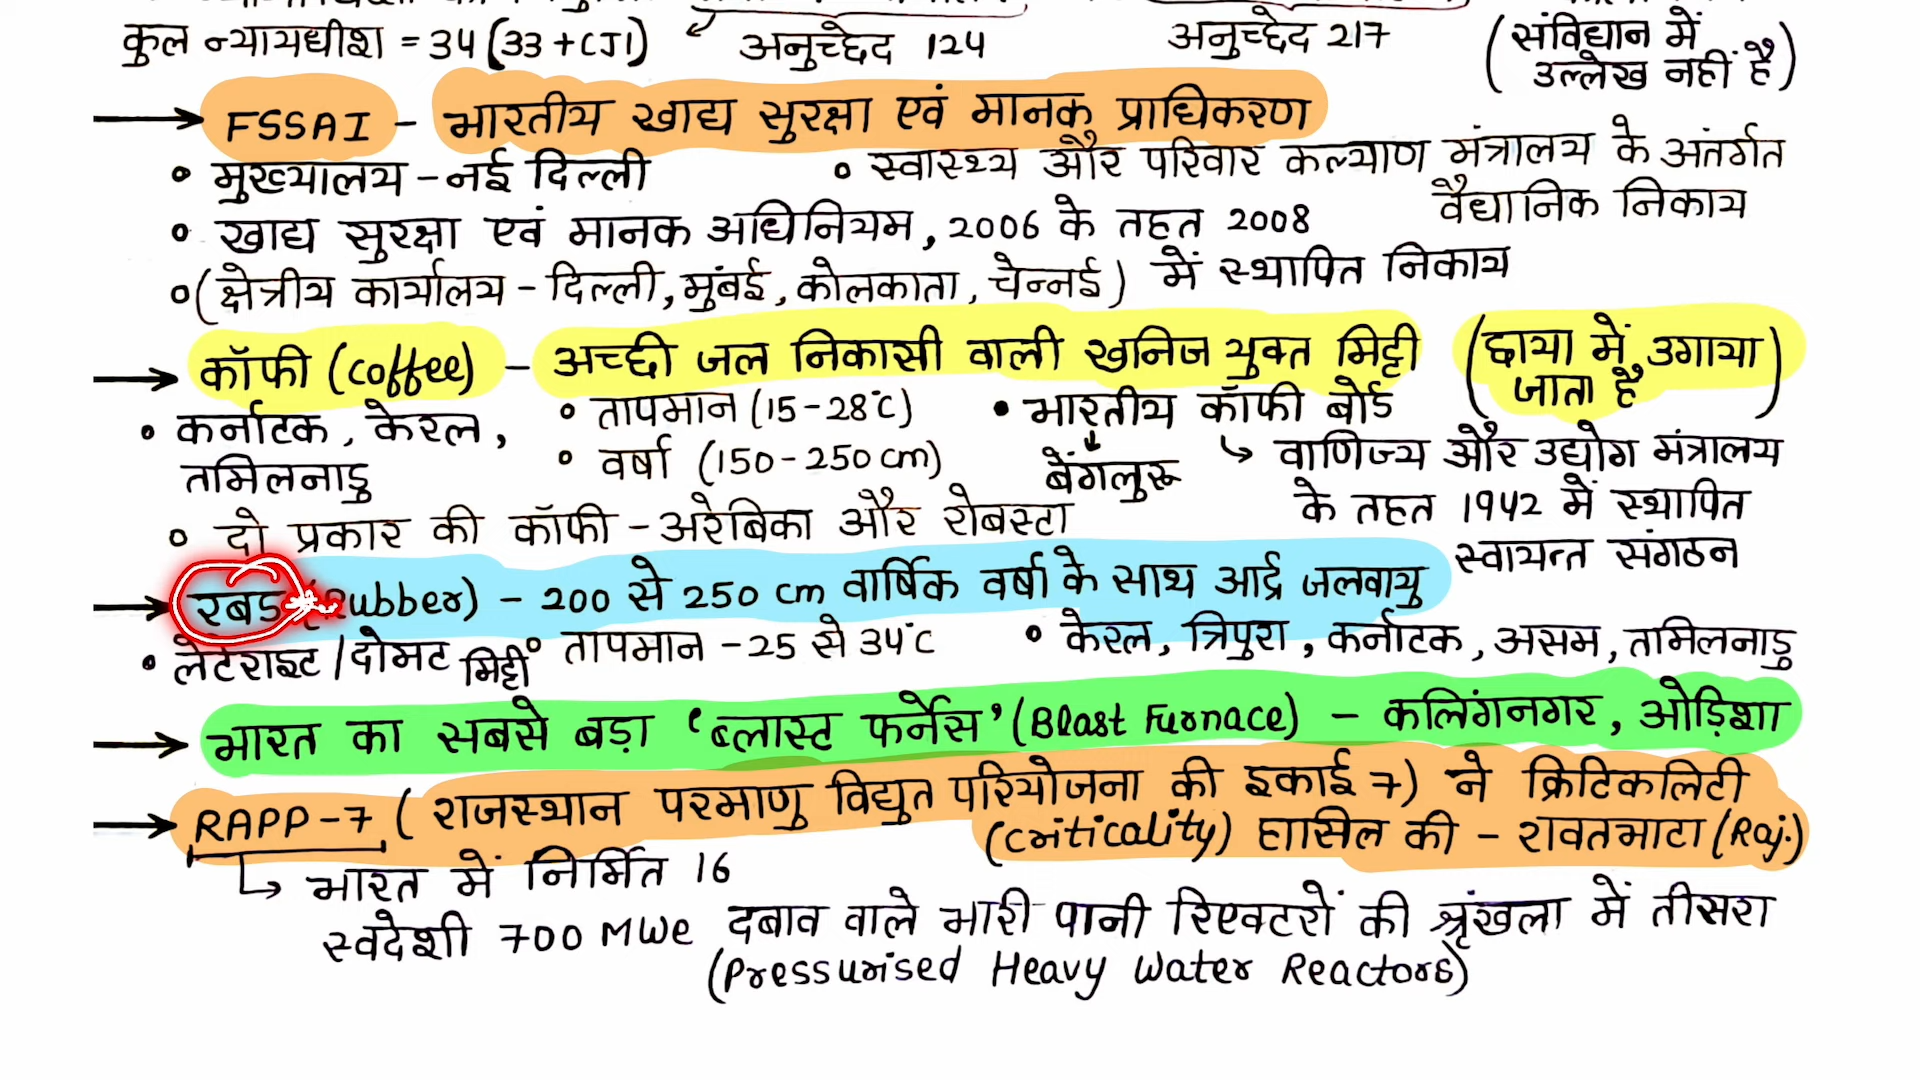 कुल न्यायधीश = 34 (33 + CJI)
अनुच्छेद 124
अनुच्छेद 217
(संविधान में उल्लेख नहीं है)
FSSAI - भारतीय खाद्य सुरक्षा एवं मानक प्राधिकरण
• मुख्यालय - नई दिल्ली
• स्वास्थ्य और परिवार कल्याण मंत्रालय के अंतर्गत
वैधानिक निकाय
• खाद्य सुरक्षा एवं मानक अधिनियम, 2006 के तहत 2008
में स्थापित निकाय
• (क्षेत्रीय कार्यालय - दिल्ली, मुंबई, कोलकाता, चेन्नई)
कॉफी (Coffee) - अच्छी जल निकासी वाली खनिज युक्त मिट्टी (छाया में उगाया
जाता है)
• कर्नाटक, केरल,
तमिलनाडु
• तापमान (15-28°C)
• वर्षा (150-250 cm)
• भारतीय कॉफी बोर्ड
बेंगलुरू
वाणिज्य और उद्योग मंत्रालय
के तहत 1942 में स्थापित
स्वायन्त संगठन
• दो प्रकार की कॉफी - अरेबिका और रोबस्टा
रबड (Rubber) - 200 से 250 cm वार्षिक वर्षा के साथ आर्द्र जलवायु
• लेटेराइट/दोमट मिट्टी
• तापमान - 25 से 34°C
• केरल, त्रिपुरा, कर्नाटक, असम, तमिलनाडु
भारत का सबसे बड़ा 'ब्लास्ट फर्नेस' (Blast Furnace) - कलिंगनगर, ओड़िशा
RAPP-7 (राजस्थान परमाणु विद्युत परियोजना की इकाई 7) ने क्रिटिकलिटी
(Criticality) हासिल की - रावतभाटा (Raj.)
भारत में निर्मित 16
स्वदेशी 700 MWe दबाव वाले भारी पानी रिएक्टरों की श्रृंखला में तीसरा
(Pressurised Heavy Water Reactors)